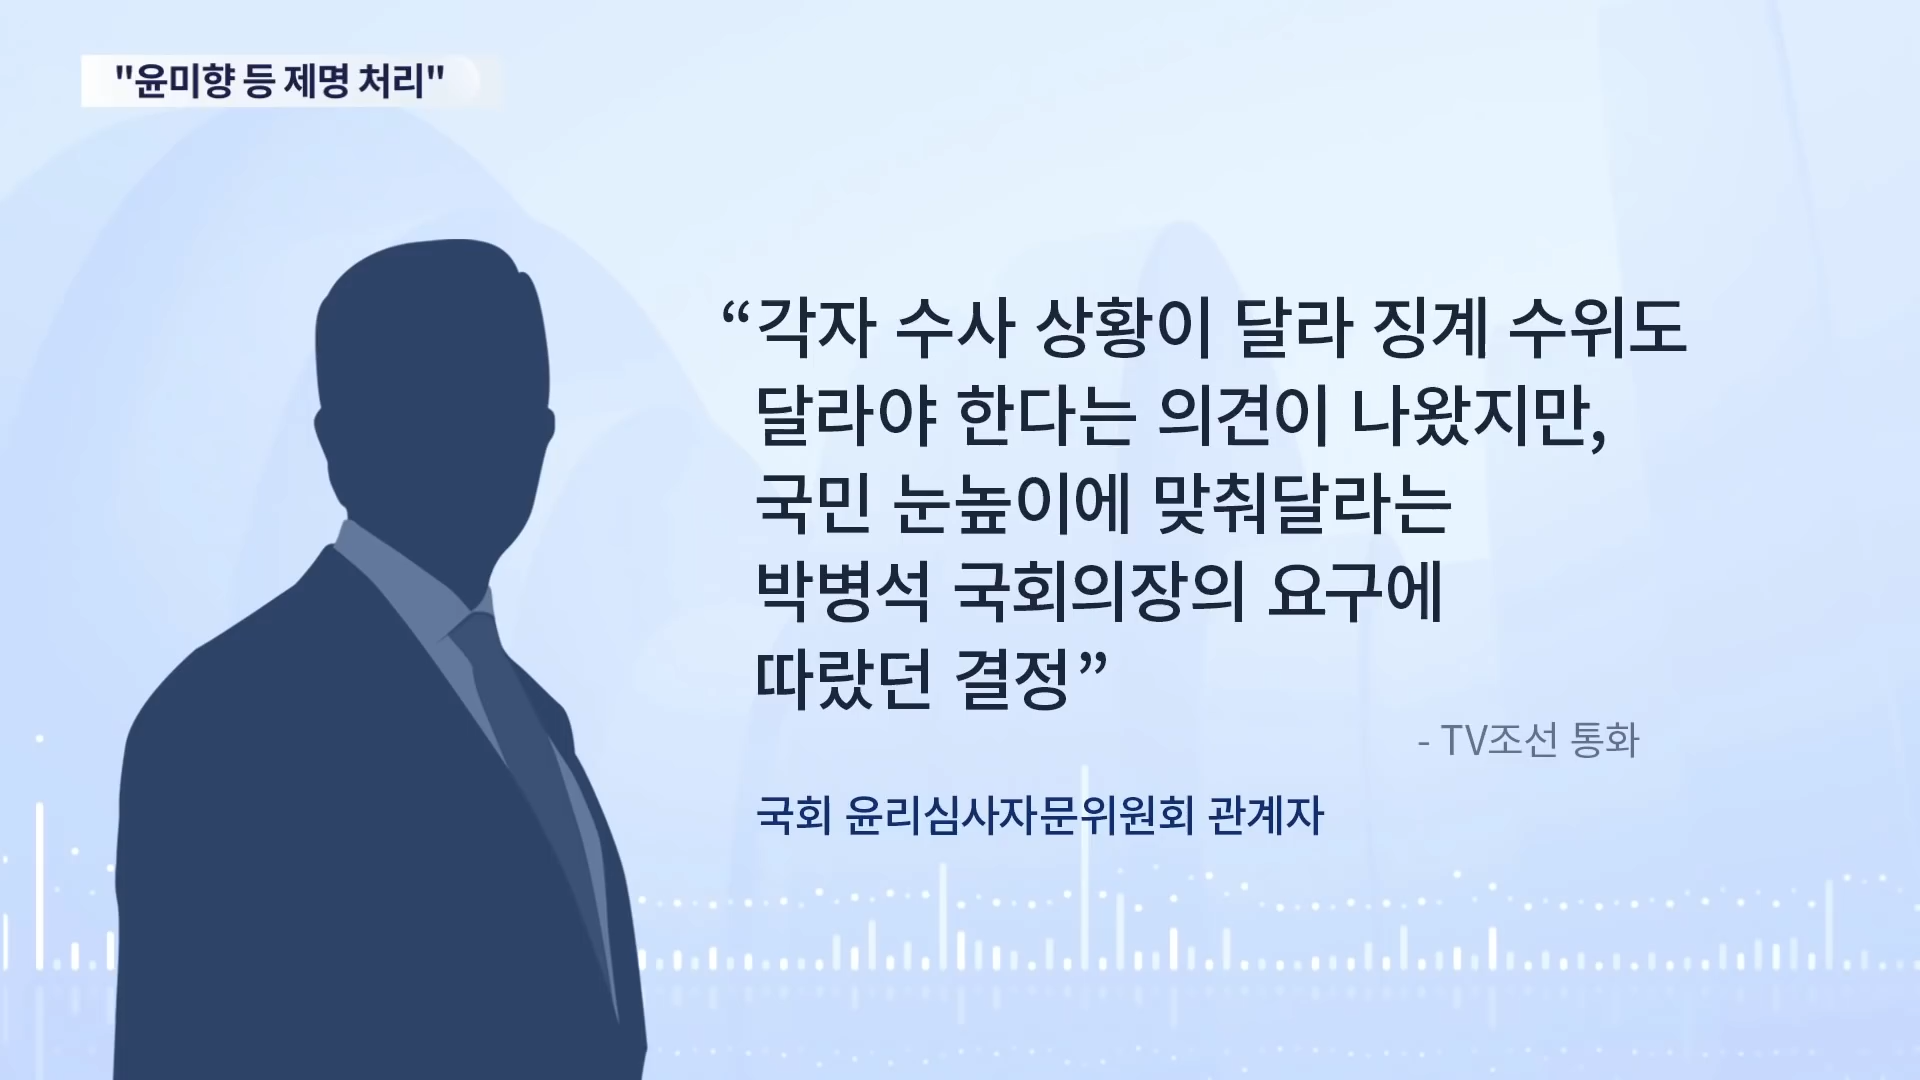 "윤미향 등 제명 처리"
“각자 수사 상황이 달라 징계 수위도
달라야 한다는 의견이 나왔지만,
국민 눈높이에 맞춰달라는
박병석 국회의장의 요구에
따랐던 결정”
- TV조선 통화
국회 윤리심사자문위원회 관계자